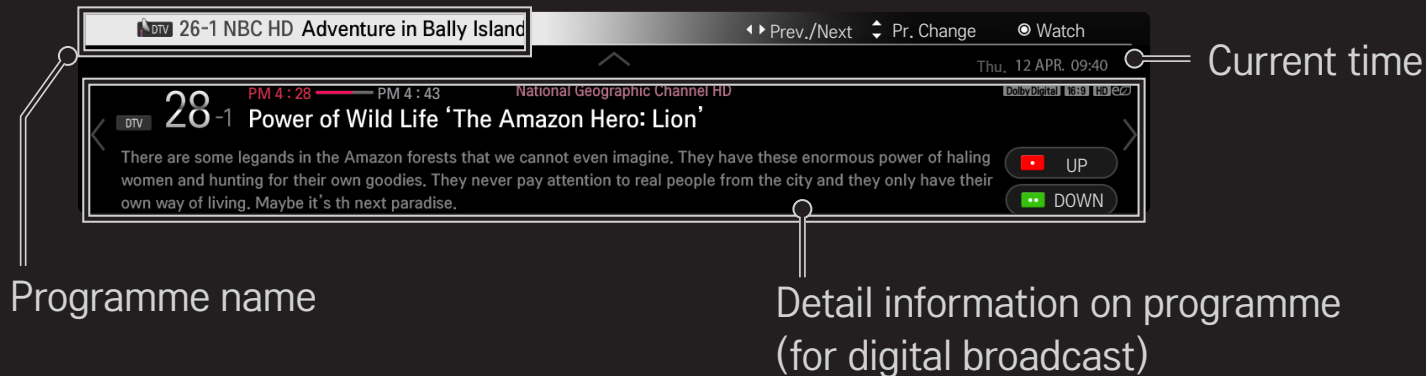 DTV 26-1 NBC HD Adventure in Bally Island Prev./Next Pr. Change Watch
Thu. 12 APR. 09:40
Current time
PM 4 : 28 PM 4 : 43 National Geographic Channel HD Dolby Digital 16:9 HD
DTV 28-1 Power of Wild Life ‘The Amazon Hero: Lion’
There are some legands in the Amazon forests that we cannot even imagine. They have these enormous power of haling
women and hunting for their own goodies. They never pay attention to real people from the city and they only have their
own way of living. Maybe it’s th next paradise.
UP
DOWN
Programme name
Detail information on programme
(for digital broadcast)